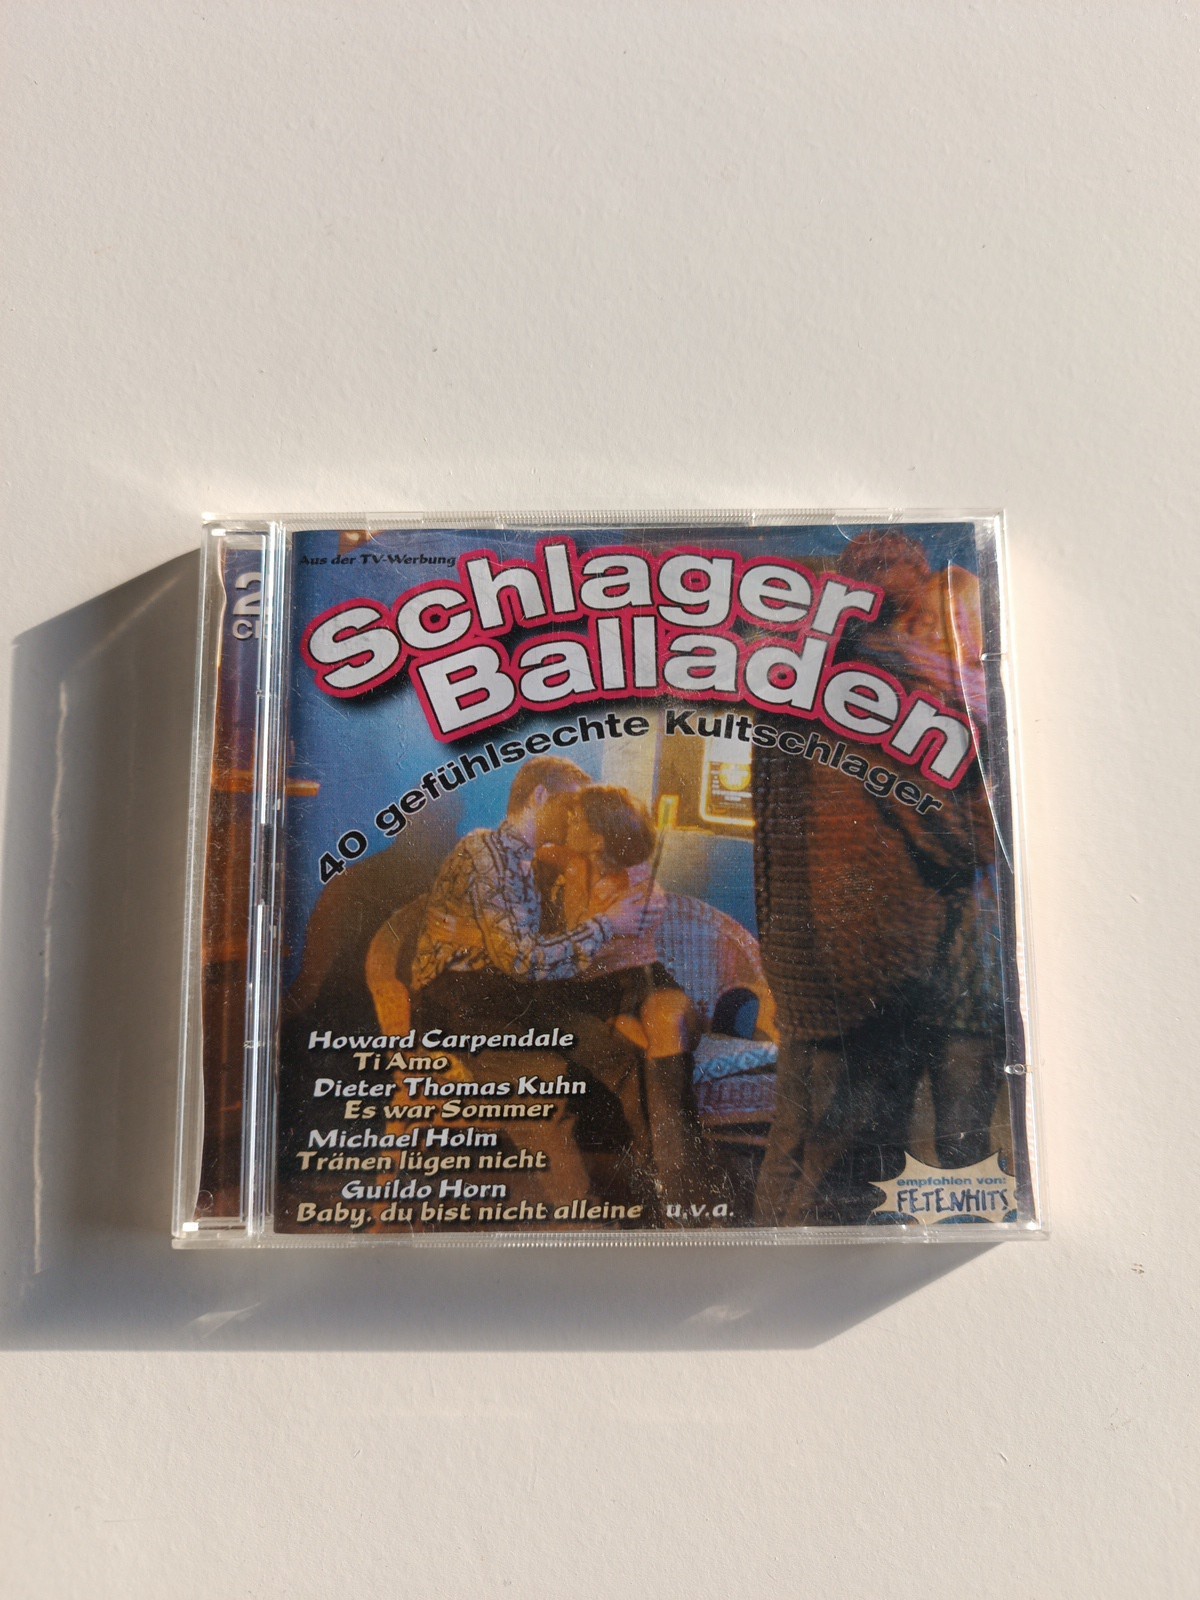 Aus der TV-Werbung
Schlager
Balladen
40 gefühlsechte Kultschlager
2
CD
Howard Carpendale
Ti Amo
Dieter Thomas Kuhn
Es war Sommer
Michael Holm
Tränen lügen nicht
Guildo Horn
Baby, du bist nicht alleine u.v.a.
empfohlen von:
FETENHITS